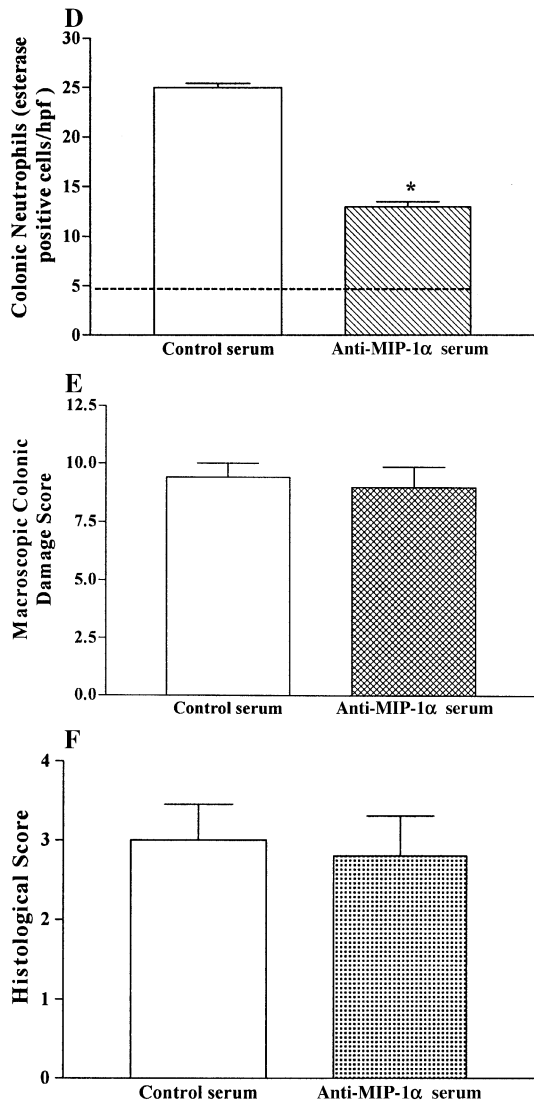 D
Colonic Neutrophils (esterase
positive cells/hpf )
30
25
20
15
10
5
0
*
Control serum
Anti-MIP-1α serum
E
Macroscopic Colonic
Damage Score
12.5
10.0
7.5
5.0
2.5
0.0
Control serum
Anti-MIP-1α serum
F
Histological Score
4
3
2
1
0
Control serum
Anti-MIP-1α serum